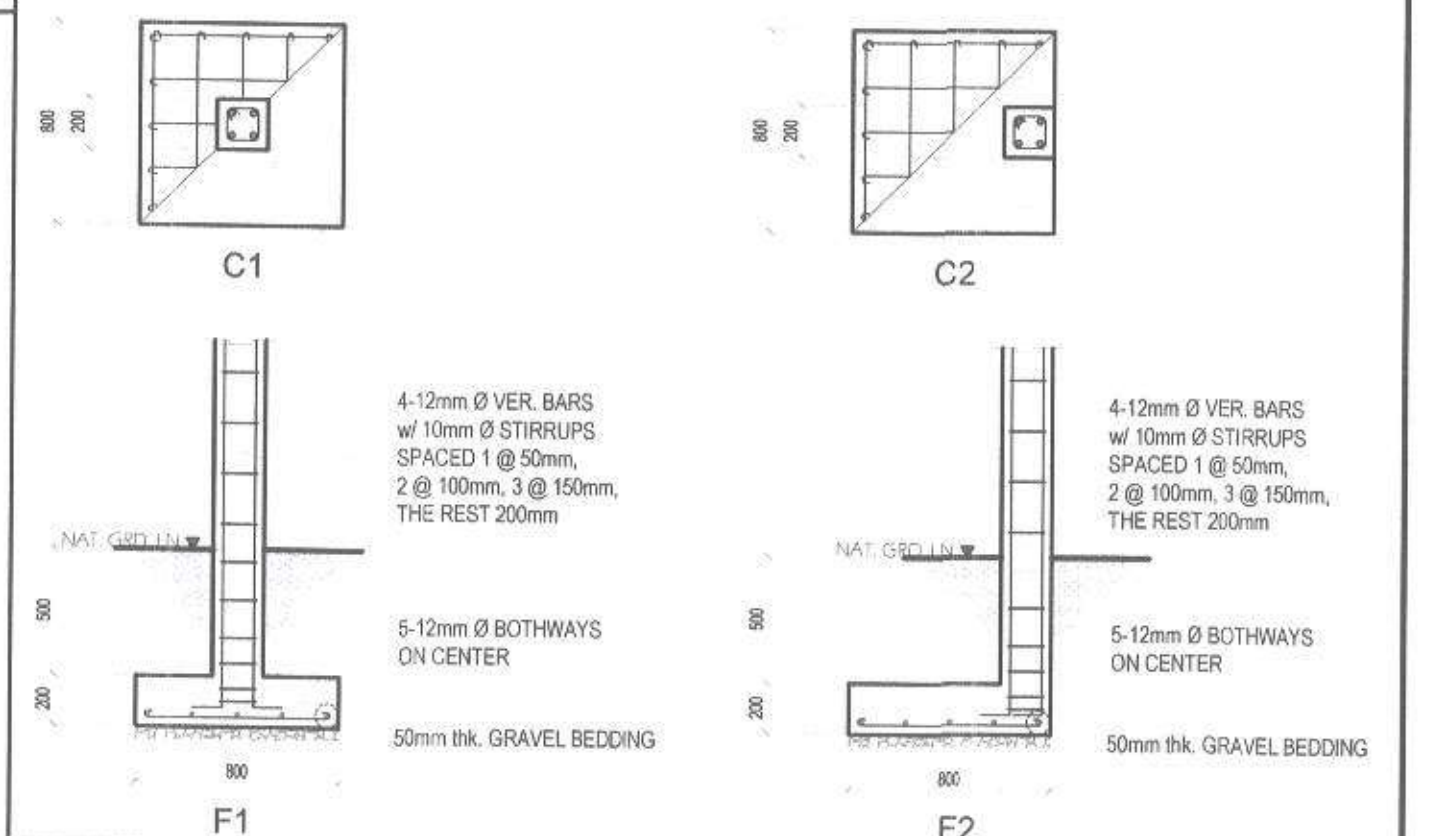 800
200
C1
800
200
C2
4-12mm Ø VER. BARS
w/ 10mm Ø STIRRUPS
SPACED 1 @ 50mm,
2 @ 100mm, 3 @ 150mm,
THE REST 200mm
NAT. GRD. LN
500
5-12mm Ø BOTHWAYS
ON CENTER
200
50mm thk. GRAVEL BEDDING
800
F1
4-12mm Ø VER. BARS
w/ 10mm Ø STIRRUPS
SPACED 1 @ 50mm,
2 @ 100mm, 3 @ 150mm,
THE REST 200mm
NAT. GRD. LN
500
5-12mm Ø BOTHWAYS
ON CENTER
200
50mm thk. GRAVEL BEDDING
800
F2